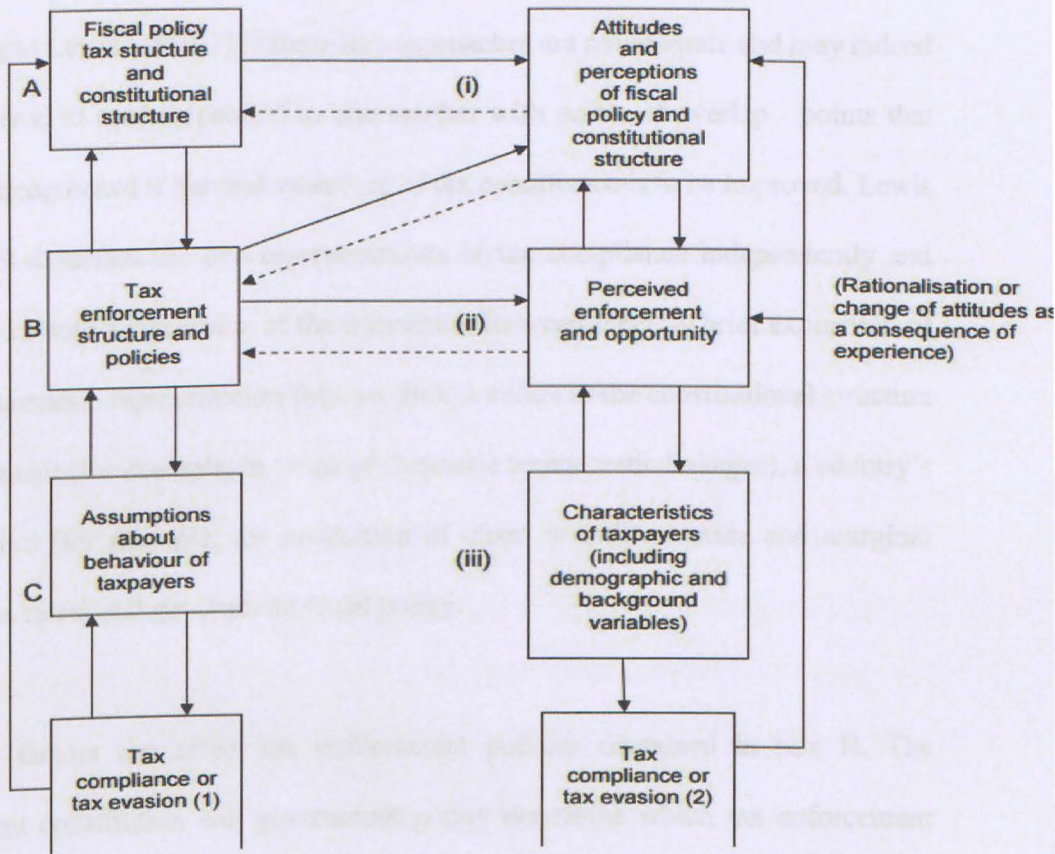 Fiscal policy
tax structure
and
constitutional
structure
A
(i)
Attitudes
and
perceptions
of fiscal
policy and
constitutional
structure
Tax
enforcement
structure and
policies
B
(ii)
Perceived
enforcement
and opportunity
(Rationalisation or
change of attitudes as
a consequence of
experience)
Assumptions
about
behaviour of
taxpayers
C
(iii)
Characteristics
of taxpayers
(including
demographic and
background
variables)
Tax
compliance or
tax evasion (1)
Tax
compliance or
tax evasion (2)